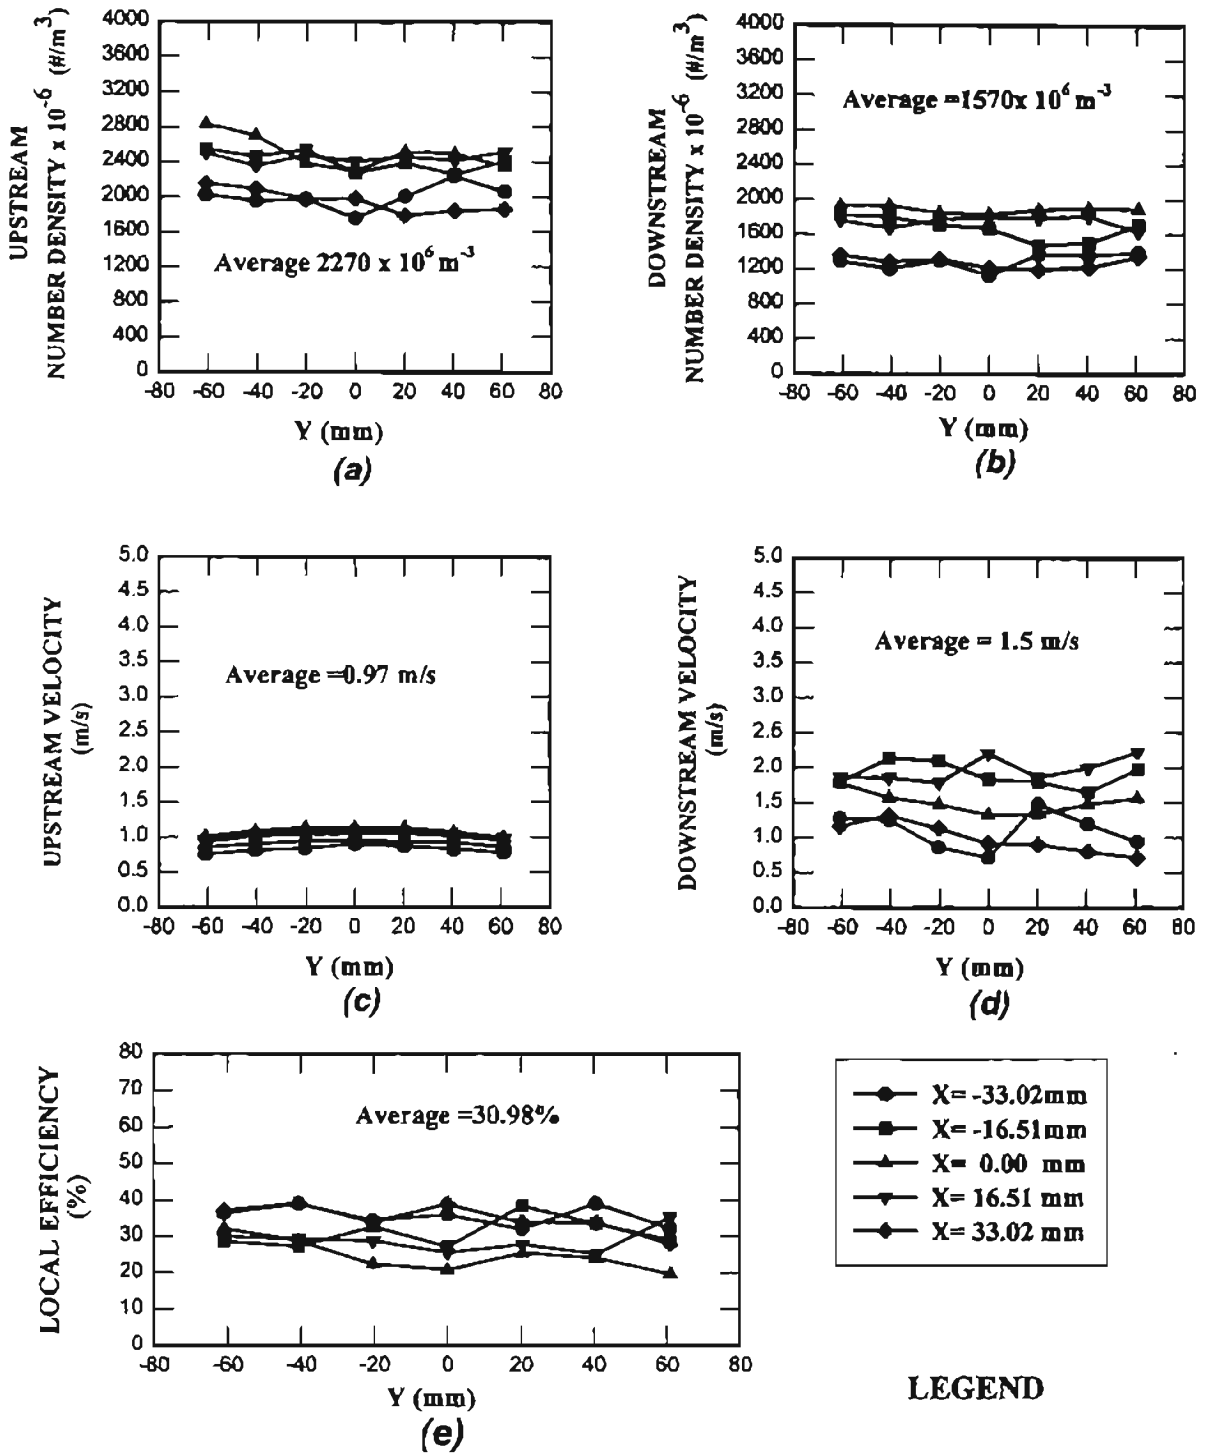 UPSTREAM
NUMBER DENSITY x 10⁻⁶ (#/m³)
4000
3600
3200
2800
2400
2000
1600
1200
800
400
0
Average 2270 x 10⁶ m⁻³
-80 -60 -40 -20 0 20 40 60 80
Y (mm)
(a)
DOWNSTREAM
NUMBER DENSITY x 10⁻⁶ (#/m³)
4000
3600
3200
2800
2400
2000
1600
1200
800
400
0
Average =1570x 10⁶ m⁻³
-80 -60 -40 -20 0 20 40 60 80
Y (mm)
(b)
UPSTREAM VELOCITY
(m/s)
5.0
4.5
4.0
3.5
3.0
2.5
2.0
1.5
1.0
0.5
0.0
Average =0.97 m/s
-80 -60 -40 -20 0 20 40 60 80
Y (mm)
(c)
DOWNSTREAM VELOCITY
(m/s)
5.0
4.5
4.0
3.5
3.0
2.5
2.0
1.5
1.0
0.5
0.0
Average = 1.5 m/s
-80 -60 -40 -20 0 20 40 60 80
Y (mm)
(d)
LOCAL EFFICIENCY
(%)
80
70
60
50
40
30
20
10
0
Average =30.98%
-80 -60 -40 -20 0 20 40 60 80
Y (mm)
(e)
X= -33.02mm
X= -16.51mm
X= 0.00 mm
X= 16.51 mm
X= 33.02 mm
LEGEND